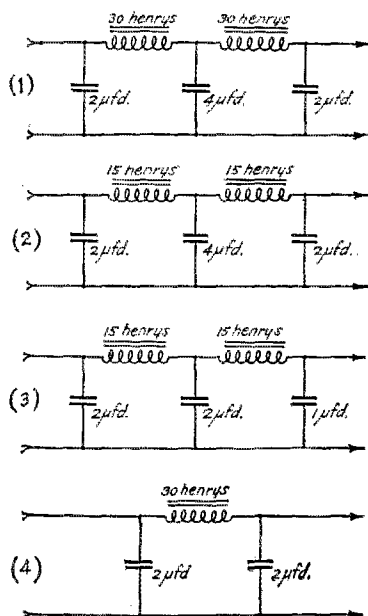 30 henrys 30 henrys
(1) 2µfd. 4µfd. 2µfd.
15 henrys 15 henrys
(2) 2µfd. 4µfd. 2µfd.
15 henrys 15 henrys
(3) 2µfd. 2µfd. 1µfd.
30 henrys
(4) 2µfd 2µfd.